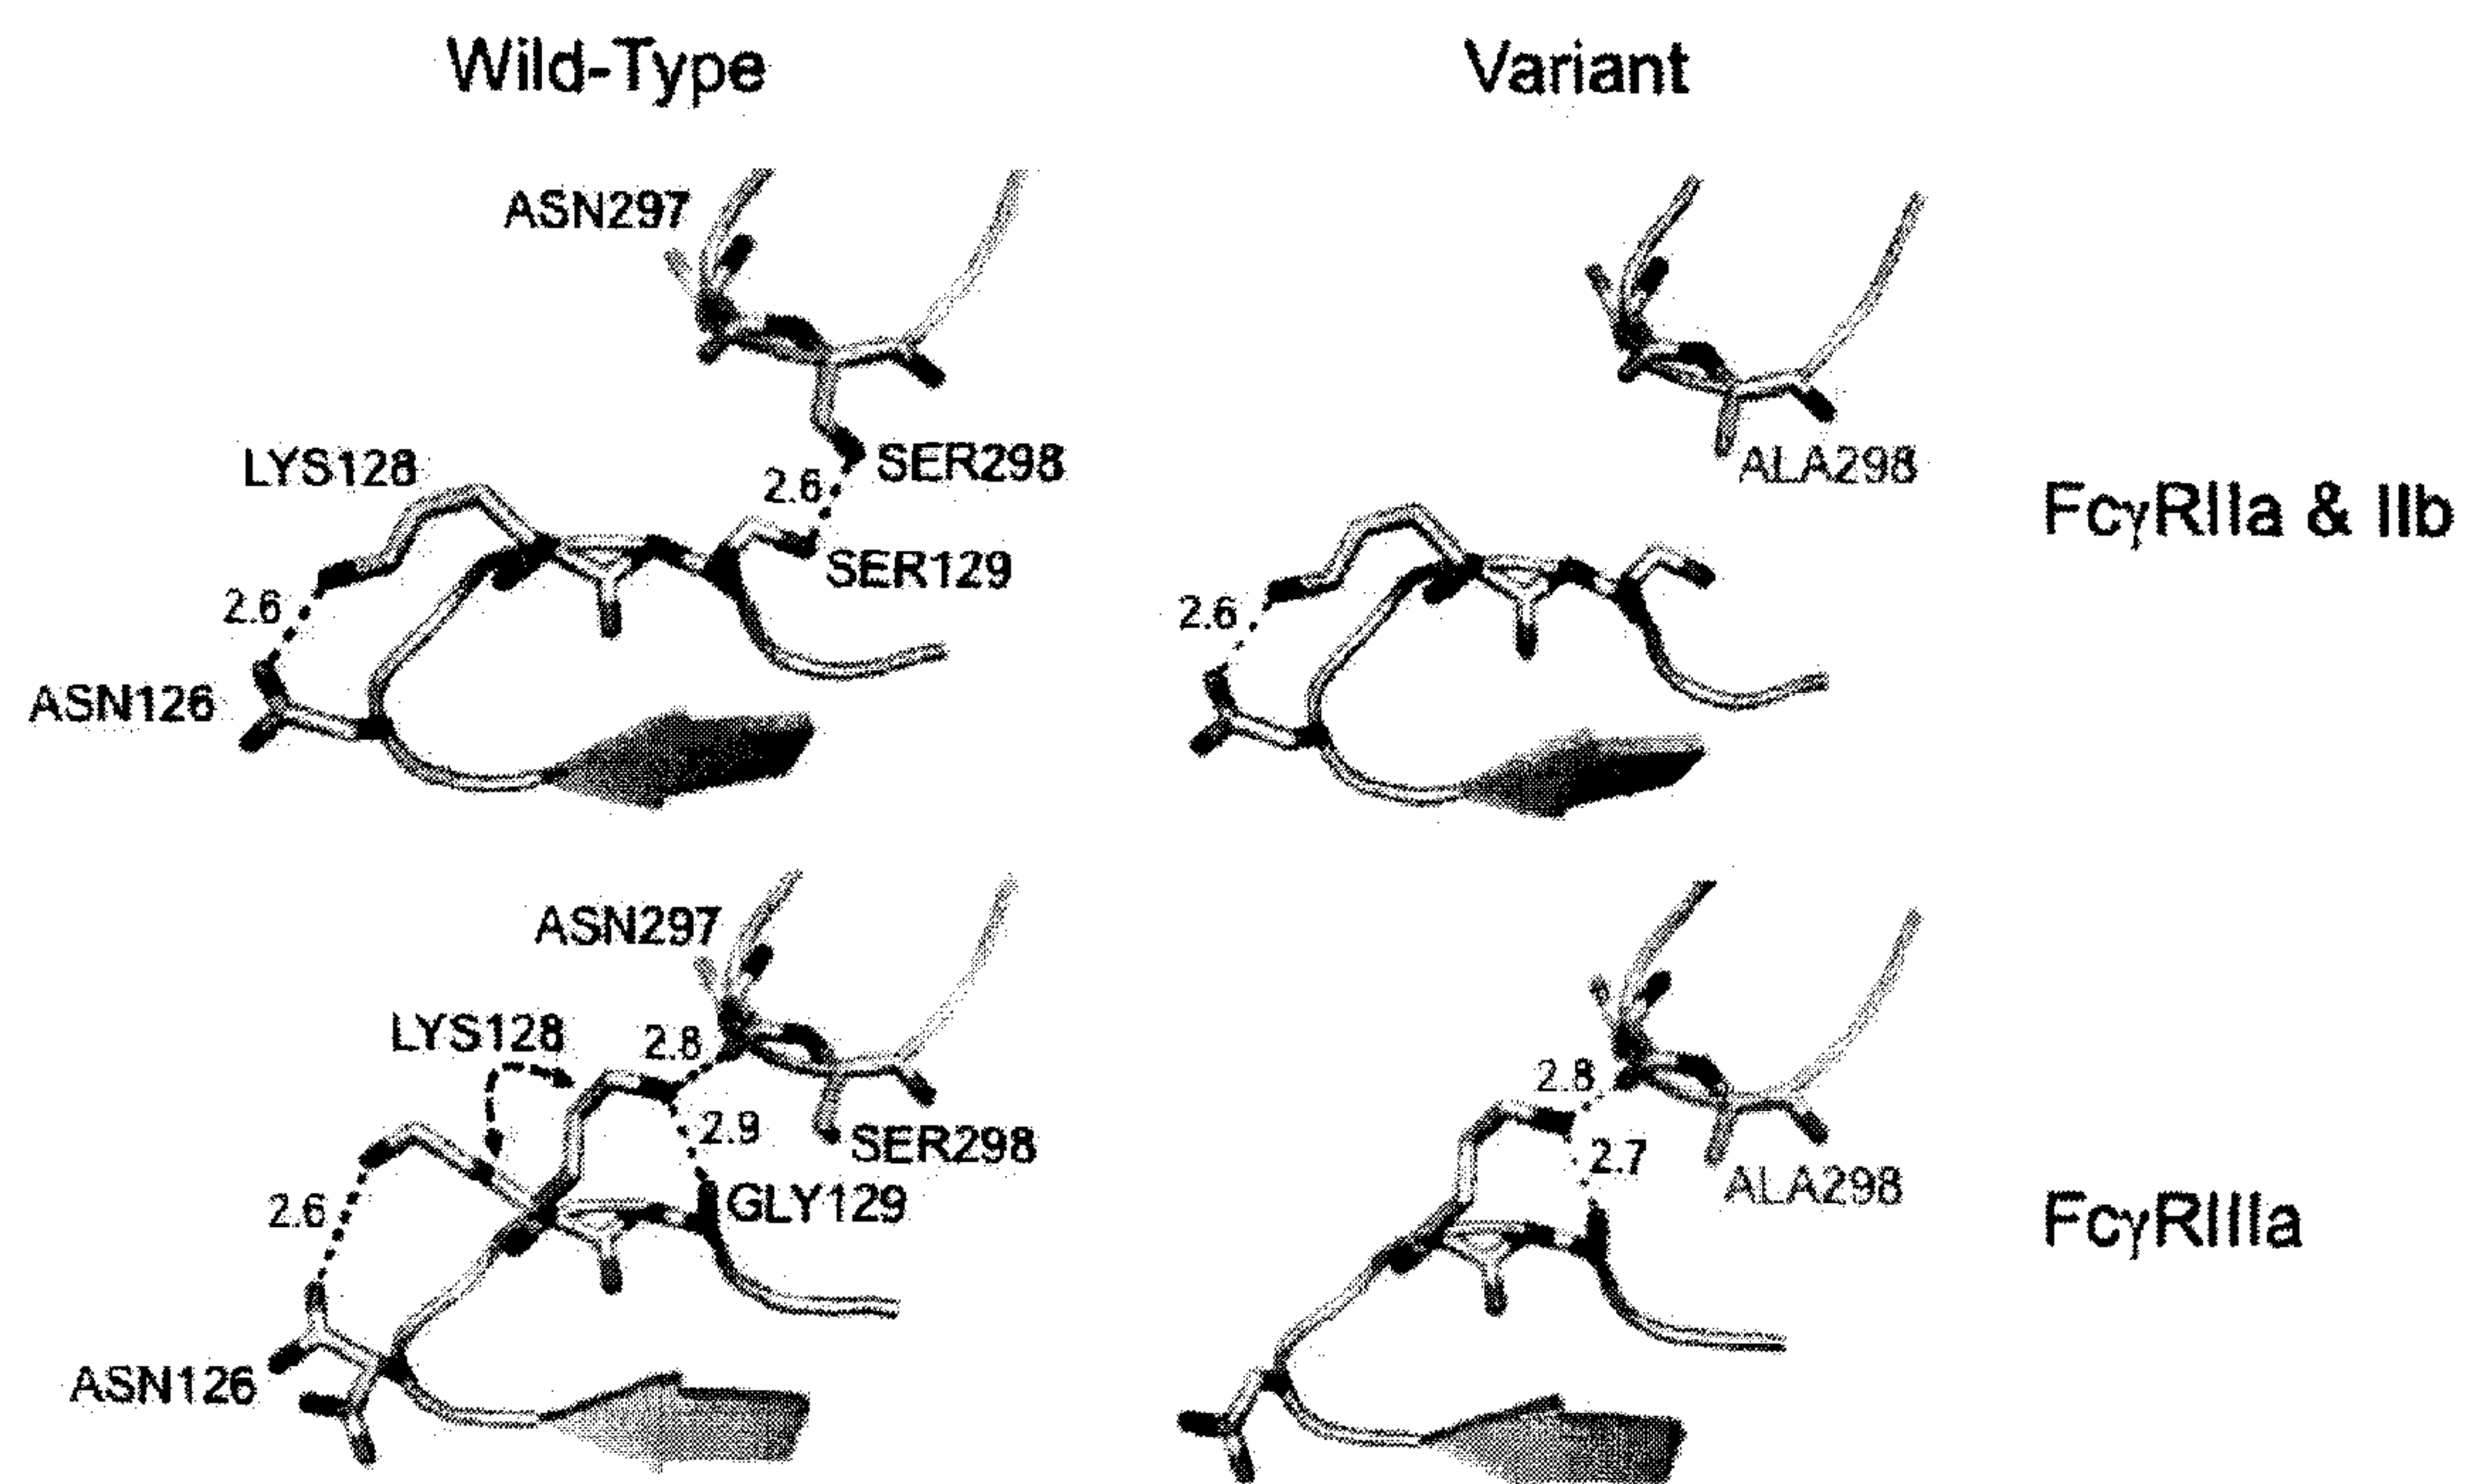 Wild-Type
Variant
ASN297
LYS128
SER298
2.6
SER129
2.6
ASN126
ALA298
2.6
FcγRIIa & IIb
ASN297
LYS128
2.8
2.9
SER298
GLY129
2.6
ASN126
2.8
2.7
ALA298
FcγRIIIa